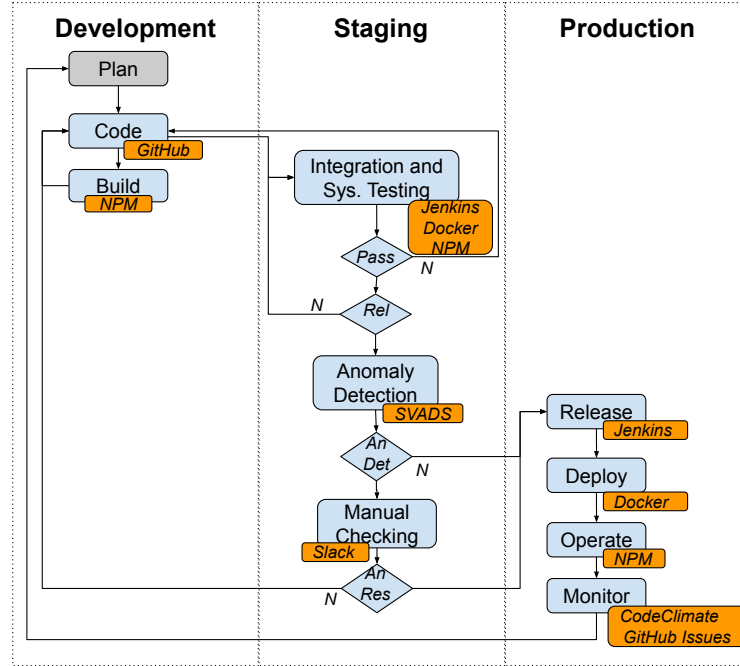 Development
Staging
Production
Plan
Code
GitHub
Build
NPM
Integration and
Sys. Testing
Jenkins
Docker
NPM
Pass
N
Rel
N
Anomaly
Detection
SVADS
An
Det
N
Manual
Checking
Slack
An
Res
N
Release
Jenkins
Deploy
Docker
Operate
NPM
Monitor
CodeClimate
GitHub Issues